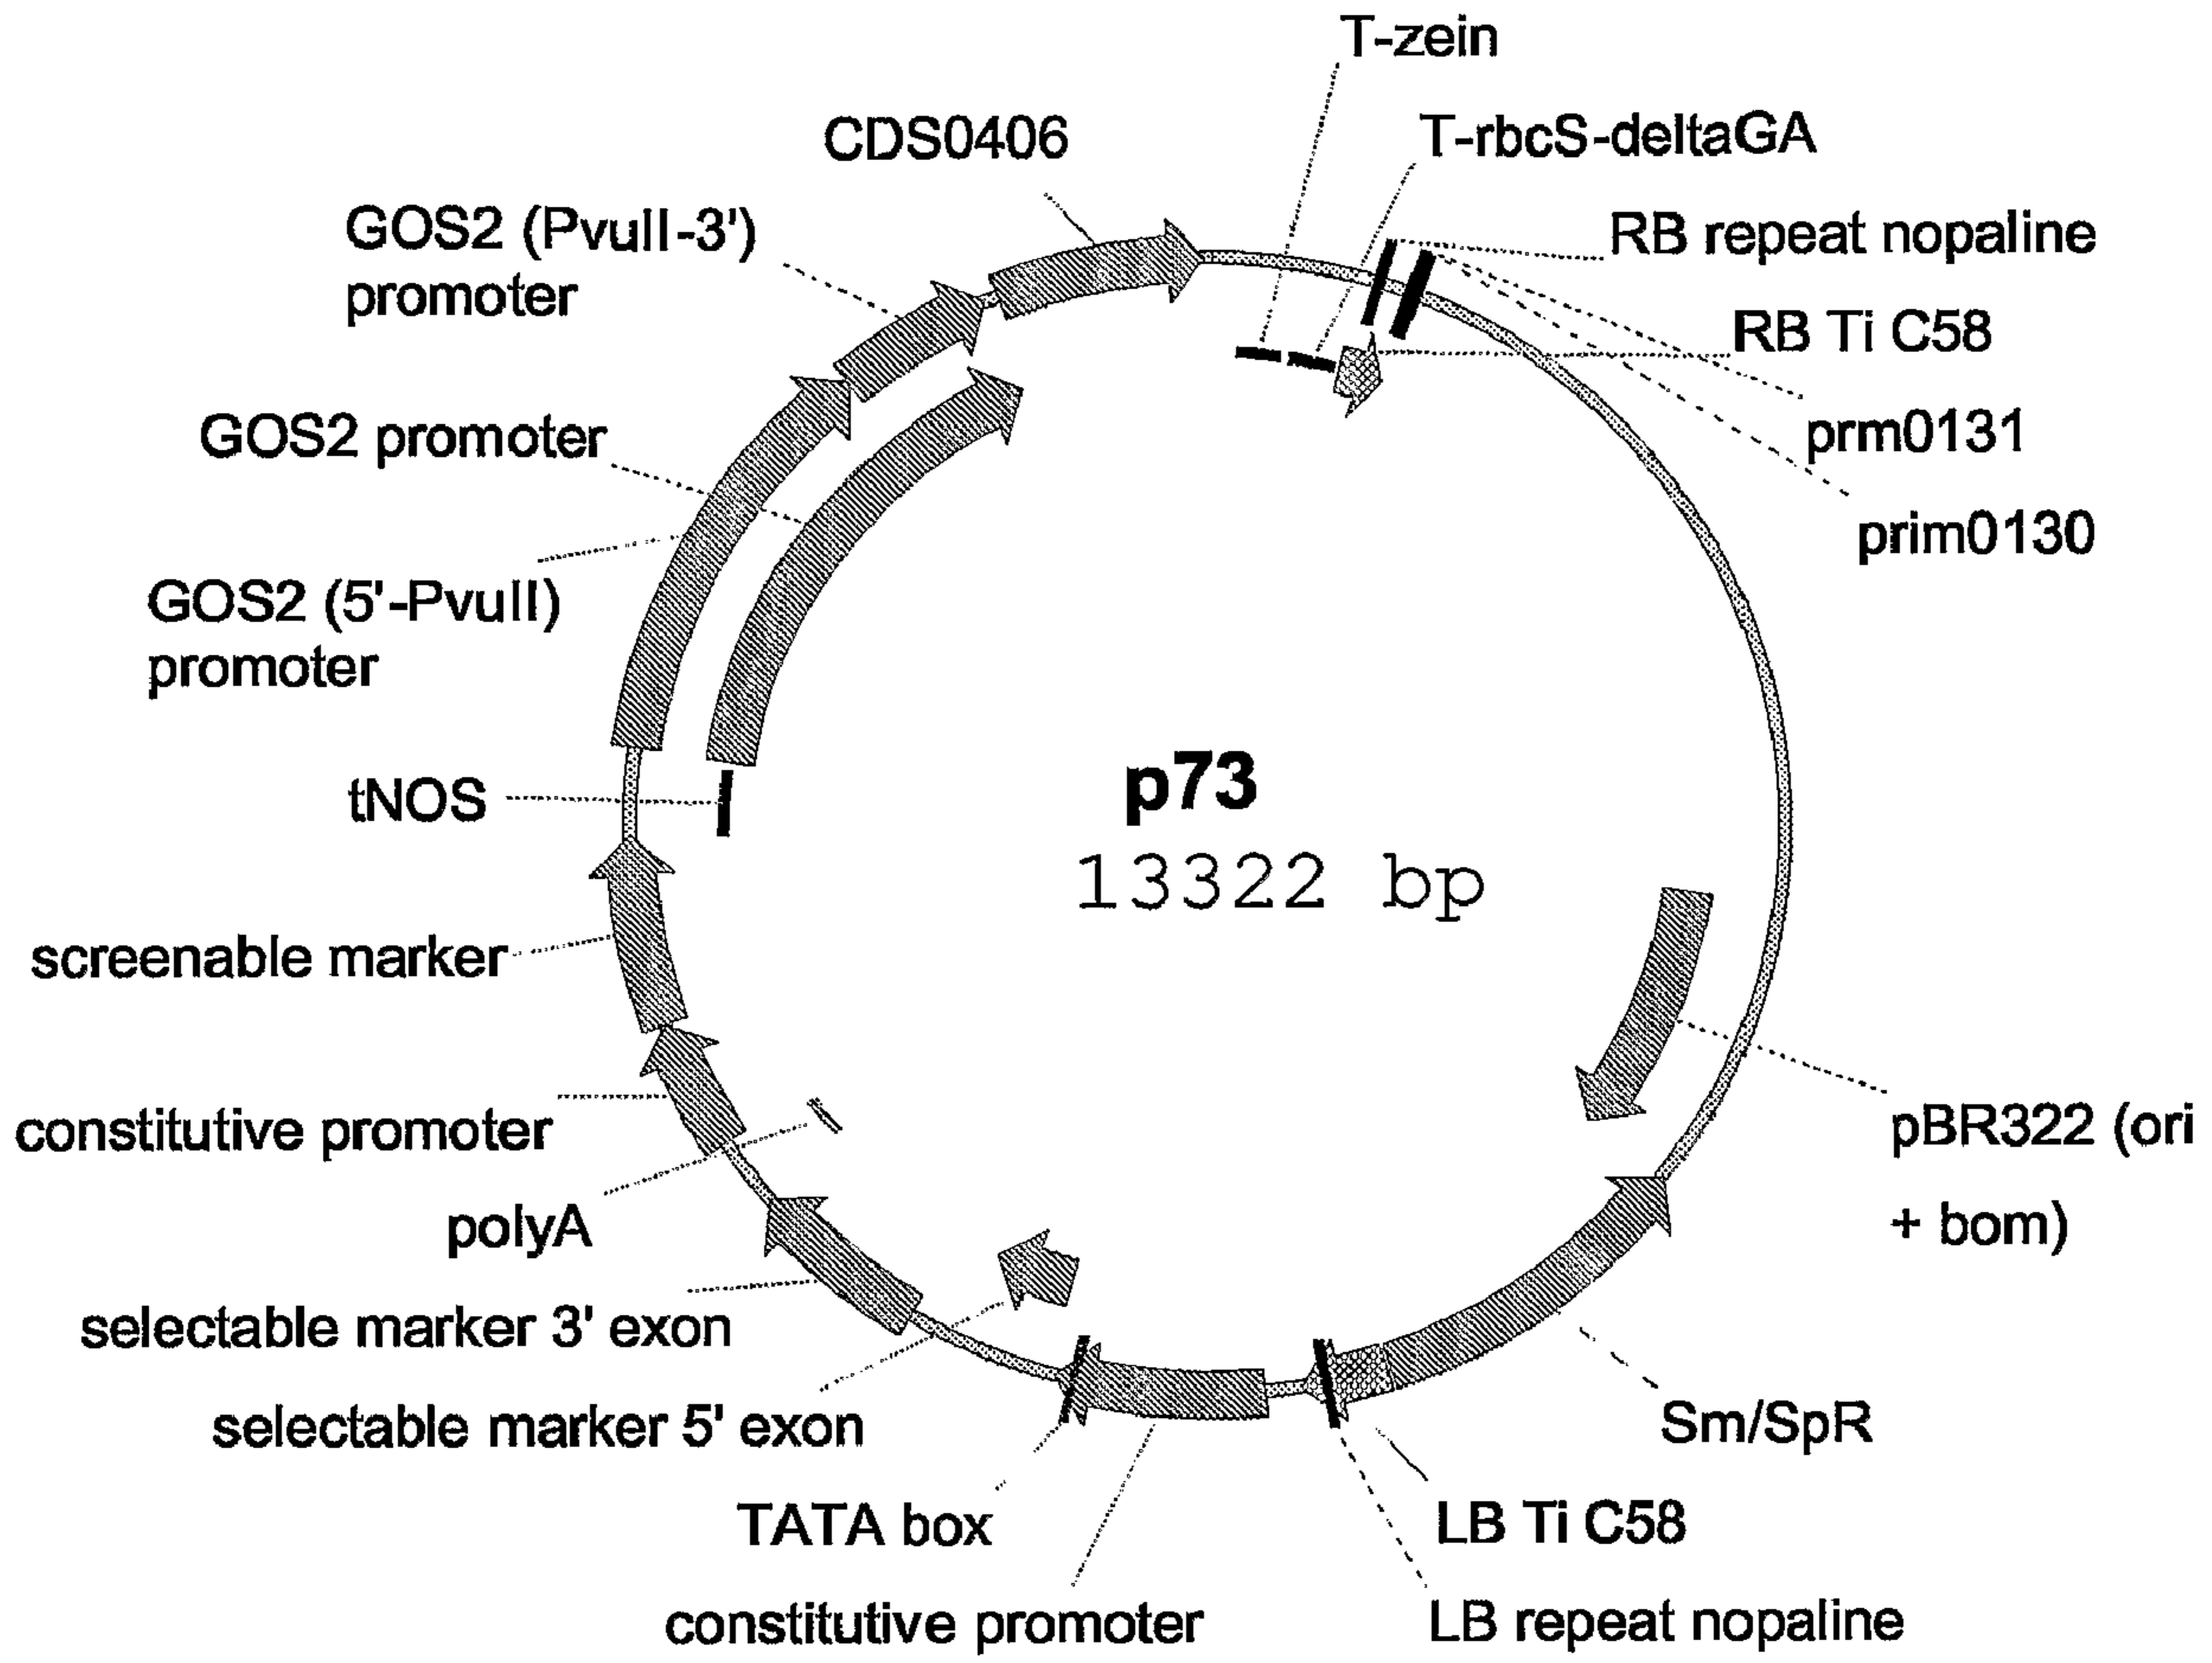 T-zein
CDS0406
T-rbcS-deltaGA
GOS2 (PvuII-3')
promoter
RB repeat nopaline
RB Ti C58
GOS2 promoter
prm0131
prim0130
GOS2 (5'-PvuII)
promoter
tNOS
p73
13322 bp
screenable marker
constitutive promoter
pBR322 (ori
+ bom)
polyA
selectable marker 3' exon
selectable marker 5' exon
Sm/SpR
TATA box
LB Ti C58
constitutive promoter
LB repeat nopaline